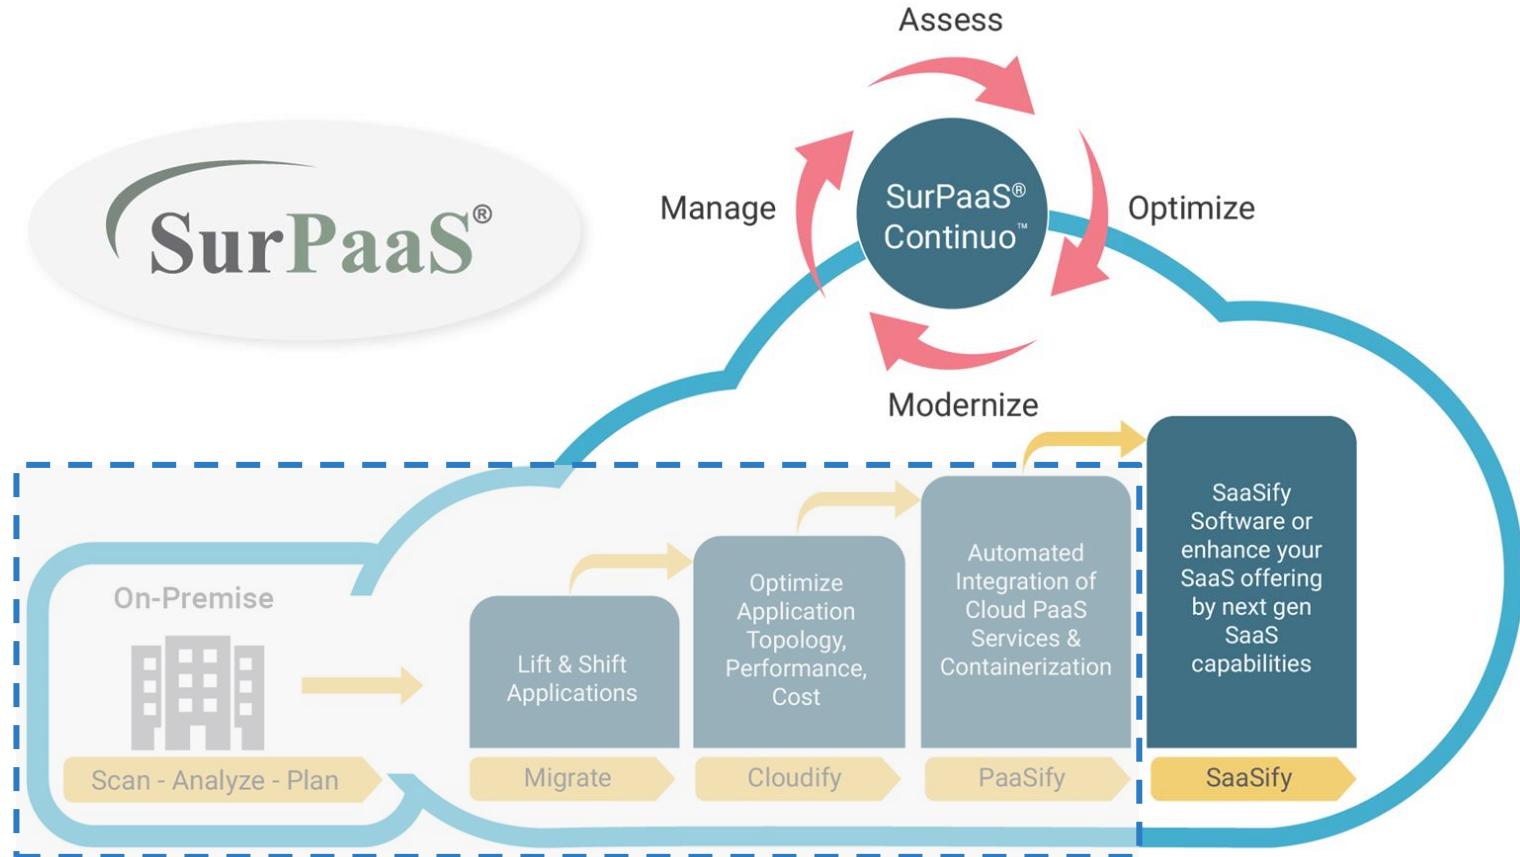 Assess
SurPaaS®
Manage
SurPaaS®
Continuo™
Optimize
Modernize
On-Premise
Scan - Analyze - Plan
Lift & Shift
Applications
Migrate
Optimize
Application
Topology,
Performance,
Cost
Cloudify
Automated
Integration of
Cloud PaaS
Services &
Containerization
PaaSify
SaaSify
Software or
enhance your
SaaS offering
by next gen
SaaS
capabilities
SaaSify